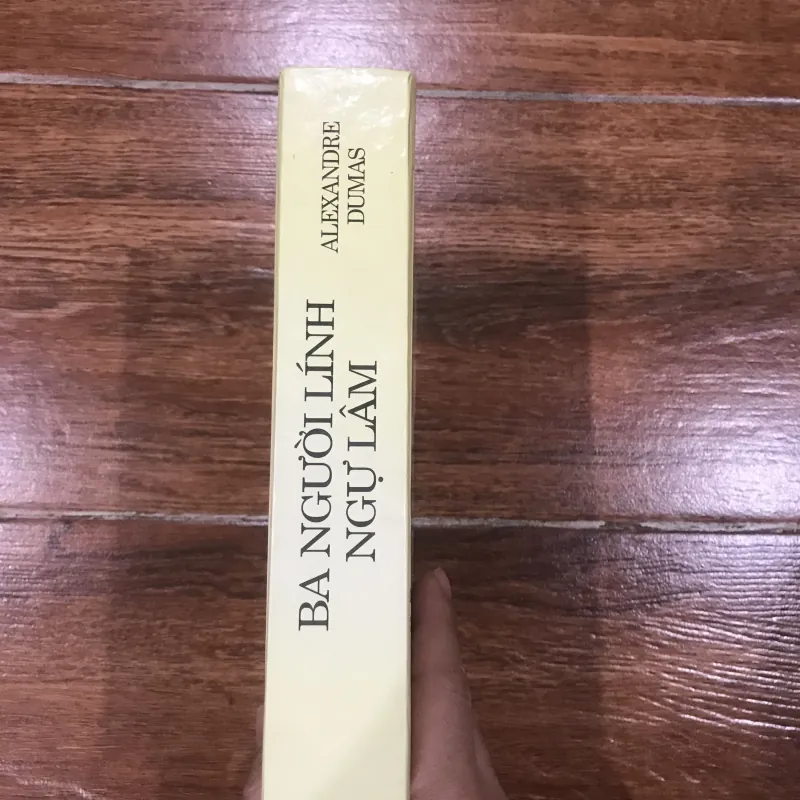 ALEXANDRE
DUMAS
BA NGƯỜI LÍNH
NGỰ LÂM